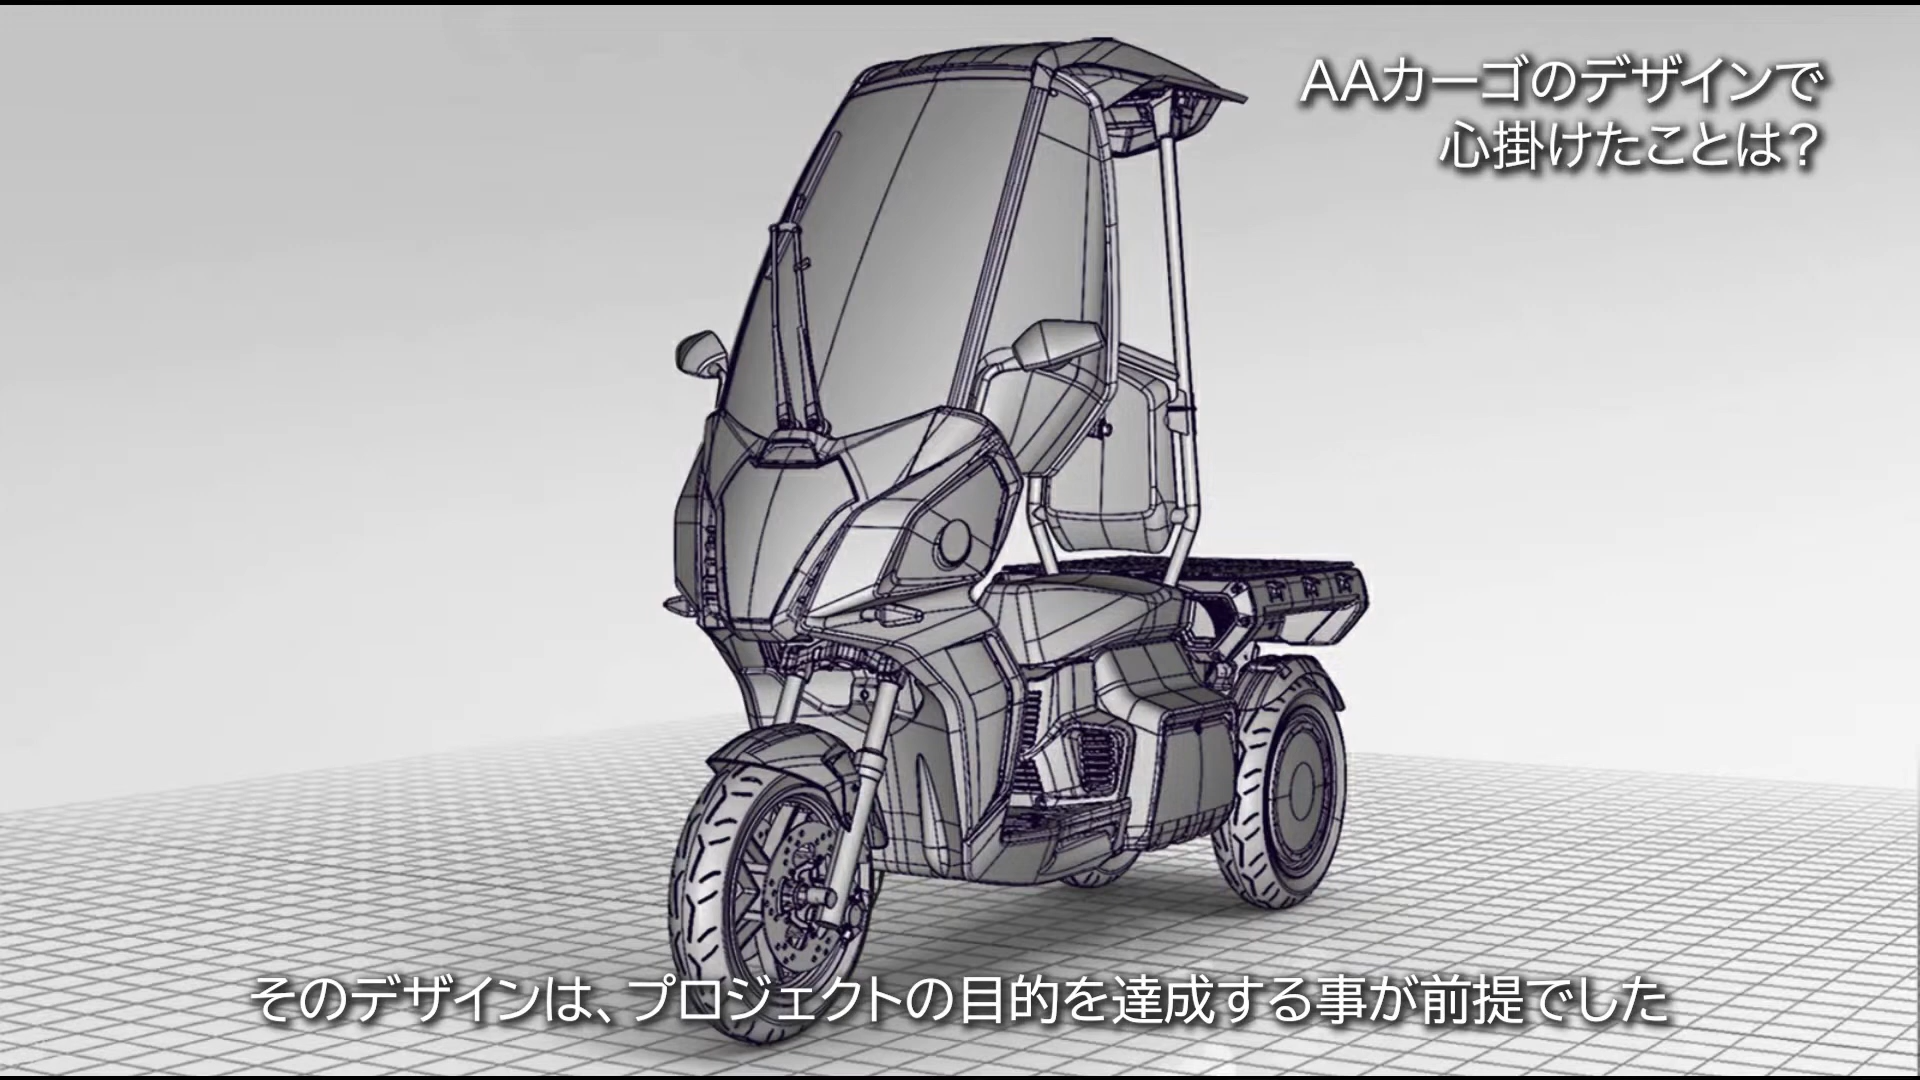 AAカーゴのデザインで
心掛けたことは?
そのデザインは、プロジェクトの目的を達成する事が前提でした